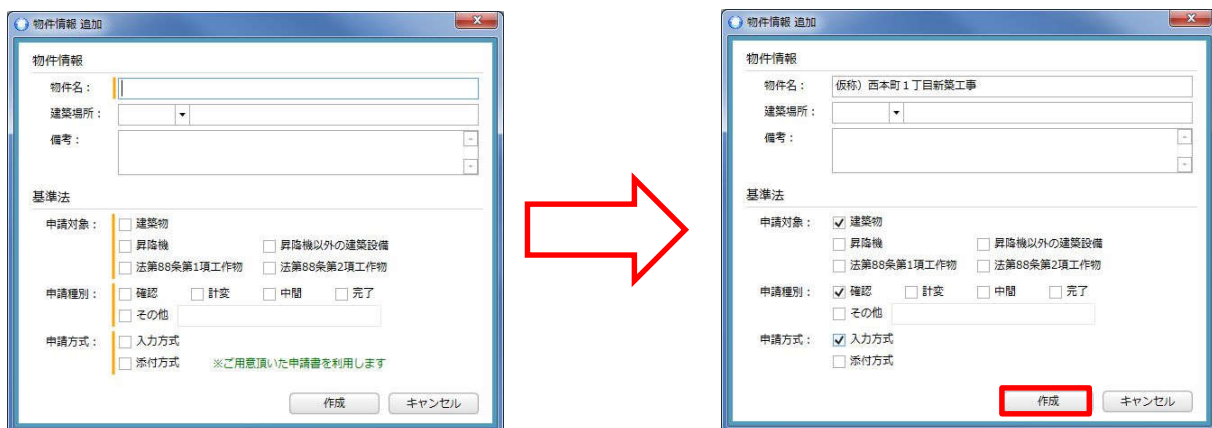 物件情報 追加
物件情報
物件名：
建築場所：
備考：
基準法
申請対象： 建築物
昇降機 昇降機以外の建築設備
法第88条第1項工作物 法第88条第2項工作物
申請種別： 確認 計変 中間 完了
その他
申請方式： 入力方式
添付方式 ※ご用意頂いた申請書を利用します
作成 キャンセル
物件情報 追加
物件情報
物件名： 仮称）西本町１丁目新築工事
建築場所：
備考：
基準法
申請対象： 建築物
昇降機 昇降機以外の建築設備
法第88条第1項工作物 法第88条第2項工作物
申請種別： 確認 計変 中間 完了
その他
申請方式： 入力方式
添付方式
作成 キャンセル